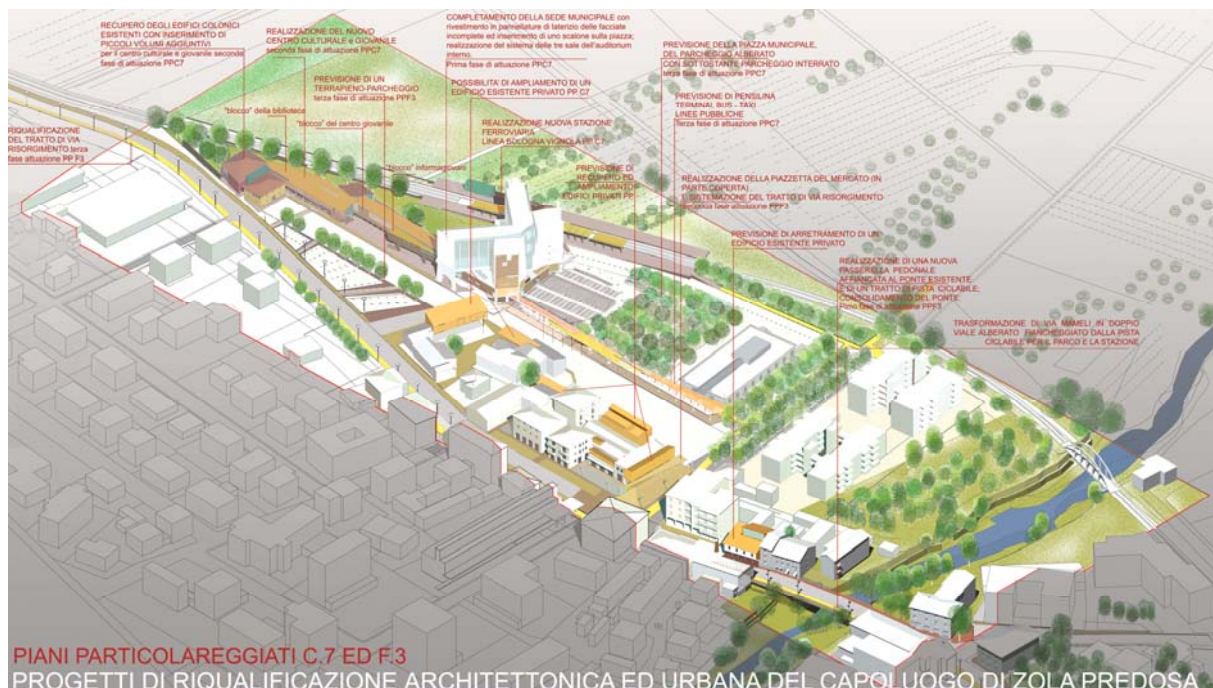 RECUPERO DEGLI EDIFICI COLONICI
ESISTENTI CON INSERIMENTO DI
PICCOLI VOLUMI AGGIUNTIVI
per il centro culturale e giovanile seconda
fase di attuazione PPC7
REALIZZAZIONE DEL NUOVO
CENTRO CULTURALE e GIOVANILE
seconda fase di attuazione PPC7
COMPLETAMENTO DELLA SEDE MUNICIPALE con
rivestimento in pannellature di laterizio delle facciate
incomplete ed inserimento di uno scalone sulla piazza;
realizzazione del sistema delle tre sale dell'auditorium
interno.
Prima fase di attuazione PPC7
PREVISIONE DELLA PIAZZA MUNICIPALE,
DEL PARCHEGGIO ALBERATO
CON SOTTOSTANTE PARCHEGGIO INTERRATO
terza fase di attuazione PPC7
PREVISIONE DI UN
TERRAPIENO-PARCHEGGIO
terza fase di attuazione PPF3
POSSIBILITA' DI AMPLIAMENTO DI UN
EDIFICIO ESISTENTE PRIVATO PP C7
PREVISIONE DI PENSILINA
TERMINAL BUS - TAXI
LINEE PUBBLICHE
Terza fase di attuazione PPC7
"blocco" della biblioteca
"blocco" del centro giovanile
REALIZZAZIONE NUOVA STAZIONE
FERROVIARIA
LINEA BOLOGNA VIGNOLA PP C7
RIQUALIFICAZIONE
DEL TRATTO DI VIA
RISORGIMENTO terza
fase attuazione PP F3
"blocco" informagiovani
PREVISIONE DI
RECUPERO ED
AMPLIAMENTO
EDIFICI PRIVATI PP
REALIZZAZIONE DELLA PIAZZETTA DEL MERCATO (IN
PARTE COPERTA)
E SISTEMAZIONE DEL TRATTO DI VIA RISORGIMENTO
seconda fase attuazione PPF3
PREVISIONE DI ARRETRAMENTO DI UN
EDIFICIO ESISTENTE PRIVATO
REALIZZAZIONE DI UNA NUOVA
PASSERELLA PEDONALE
AFFIANCATA AL PONTE ESISTENTE
E DI UN TRATTO DI PISTA CICLABILE;
CONSOLIDAMENTO DEL PONTE
Prima fase di attuazione PPF3
TRASFORMAZIONE DI VIA MAMELI IN DOPPIO
VIALE ALBERATO FIANCHEGGIATO DALLA PISTA
CICLABILE PER IL PARCO E LA STAZIONE
PIANI PARTICOLAREGGIATI C.7 ED F.3
PROGETTI DI RIQUALIFICAZIONE ARCHITETTONICA ED URBANA DEL CAPOLUOGO DI ZOLA PREDOSA